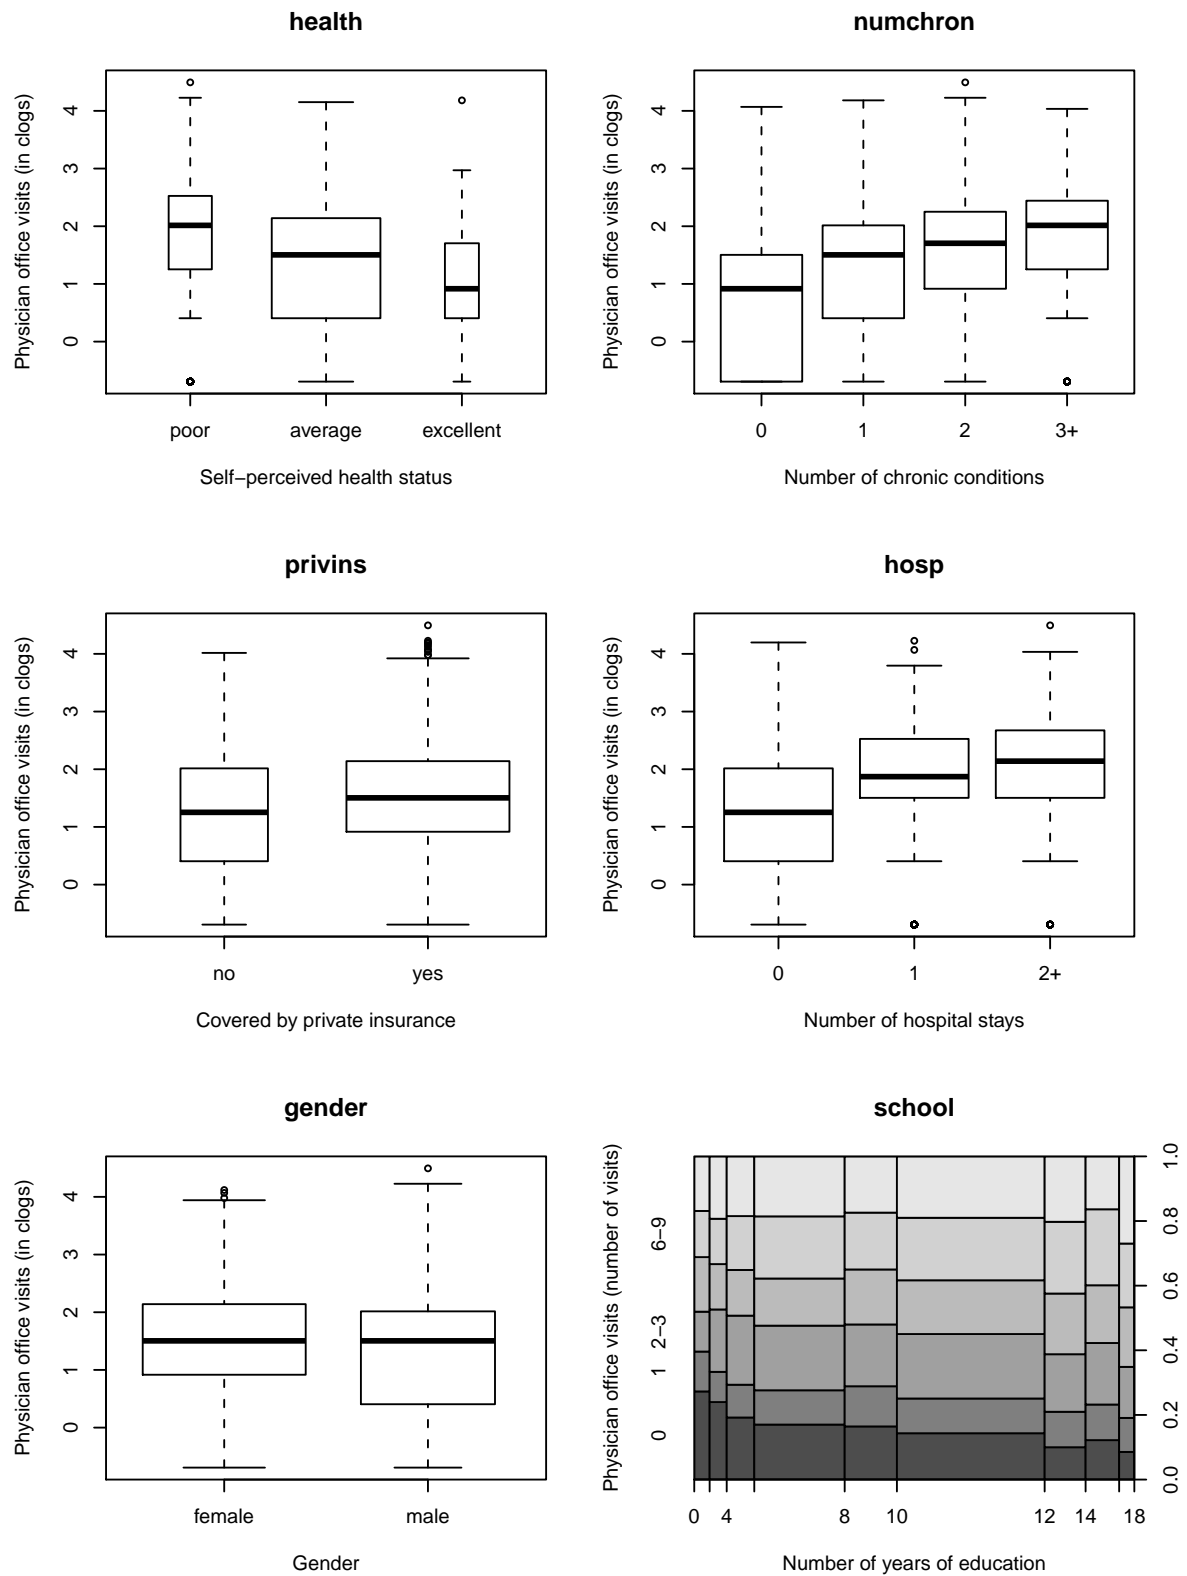 health
Physician office visits (in clogs)
0 1 2 3 4
poor average excellent
Self−perceived health status
numchron
Physician office visits (in clogs)
0 1 2 3 4
0 1 2 3+
Number of chronic conditions
privins
Physician office visits (in clogs)
0 1 2 3 4
no yes
Covered by private insurance
hosp
Physician office visits (in clogs)
0 1 2 3 4
0 1 2+
Number of hospital stays
gender
Physician office visits (in clogs)
0 1 2 3 4
female male
Gender
school
Physician office visits (number of visits)
0 1 2−3 6−9
0.0 0.2 0.4 0.6 0.8 1.0
0 4 8 10 12 14 18
Number of years of education